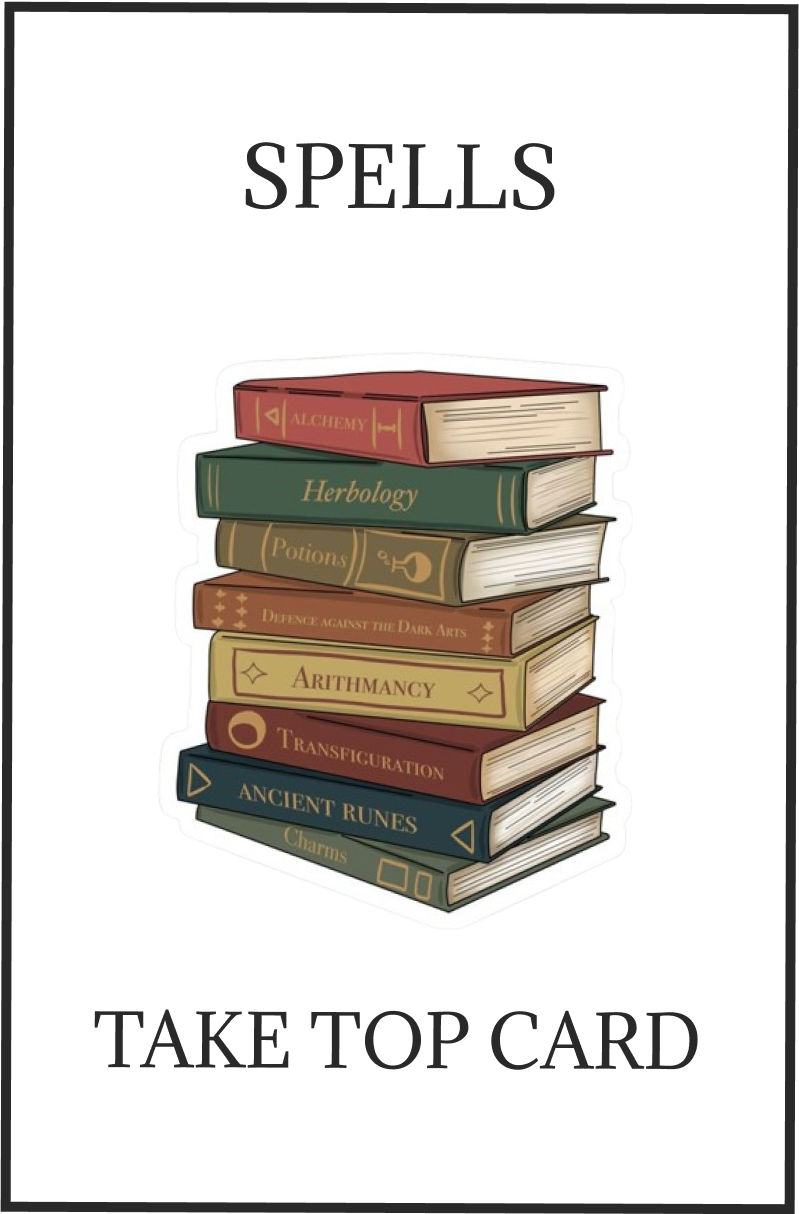 SPELLS
ALCHEMY
Herbology
Potions
DEFENCE AGAINST THE DARK ARTS
ARITHMANCY
TRANSFIGURATION
ANCIENT RUNES
Charms
TAKE TOP CARD